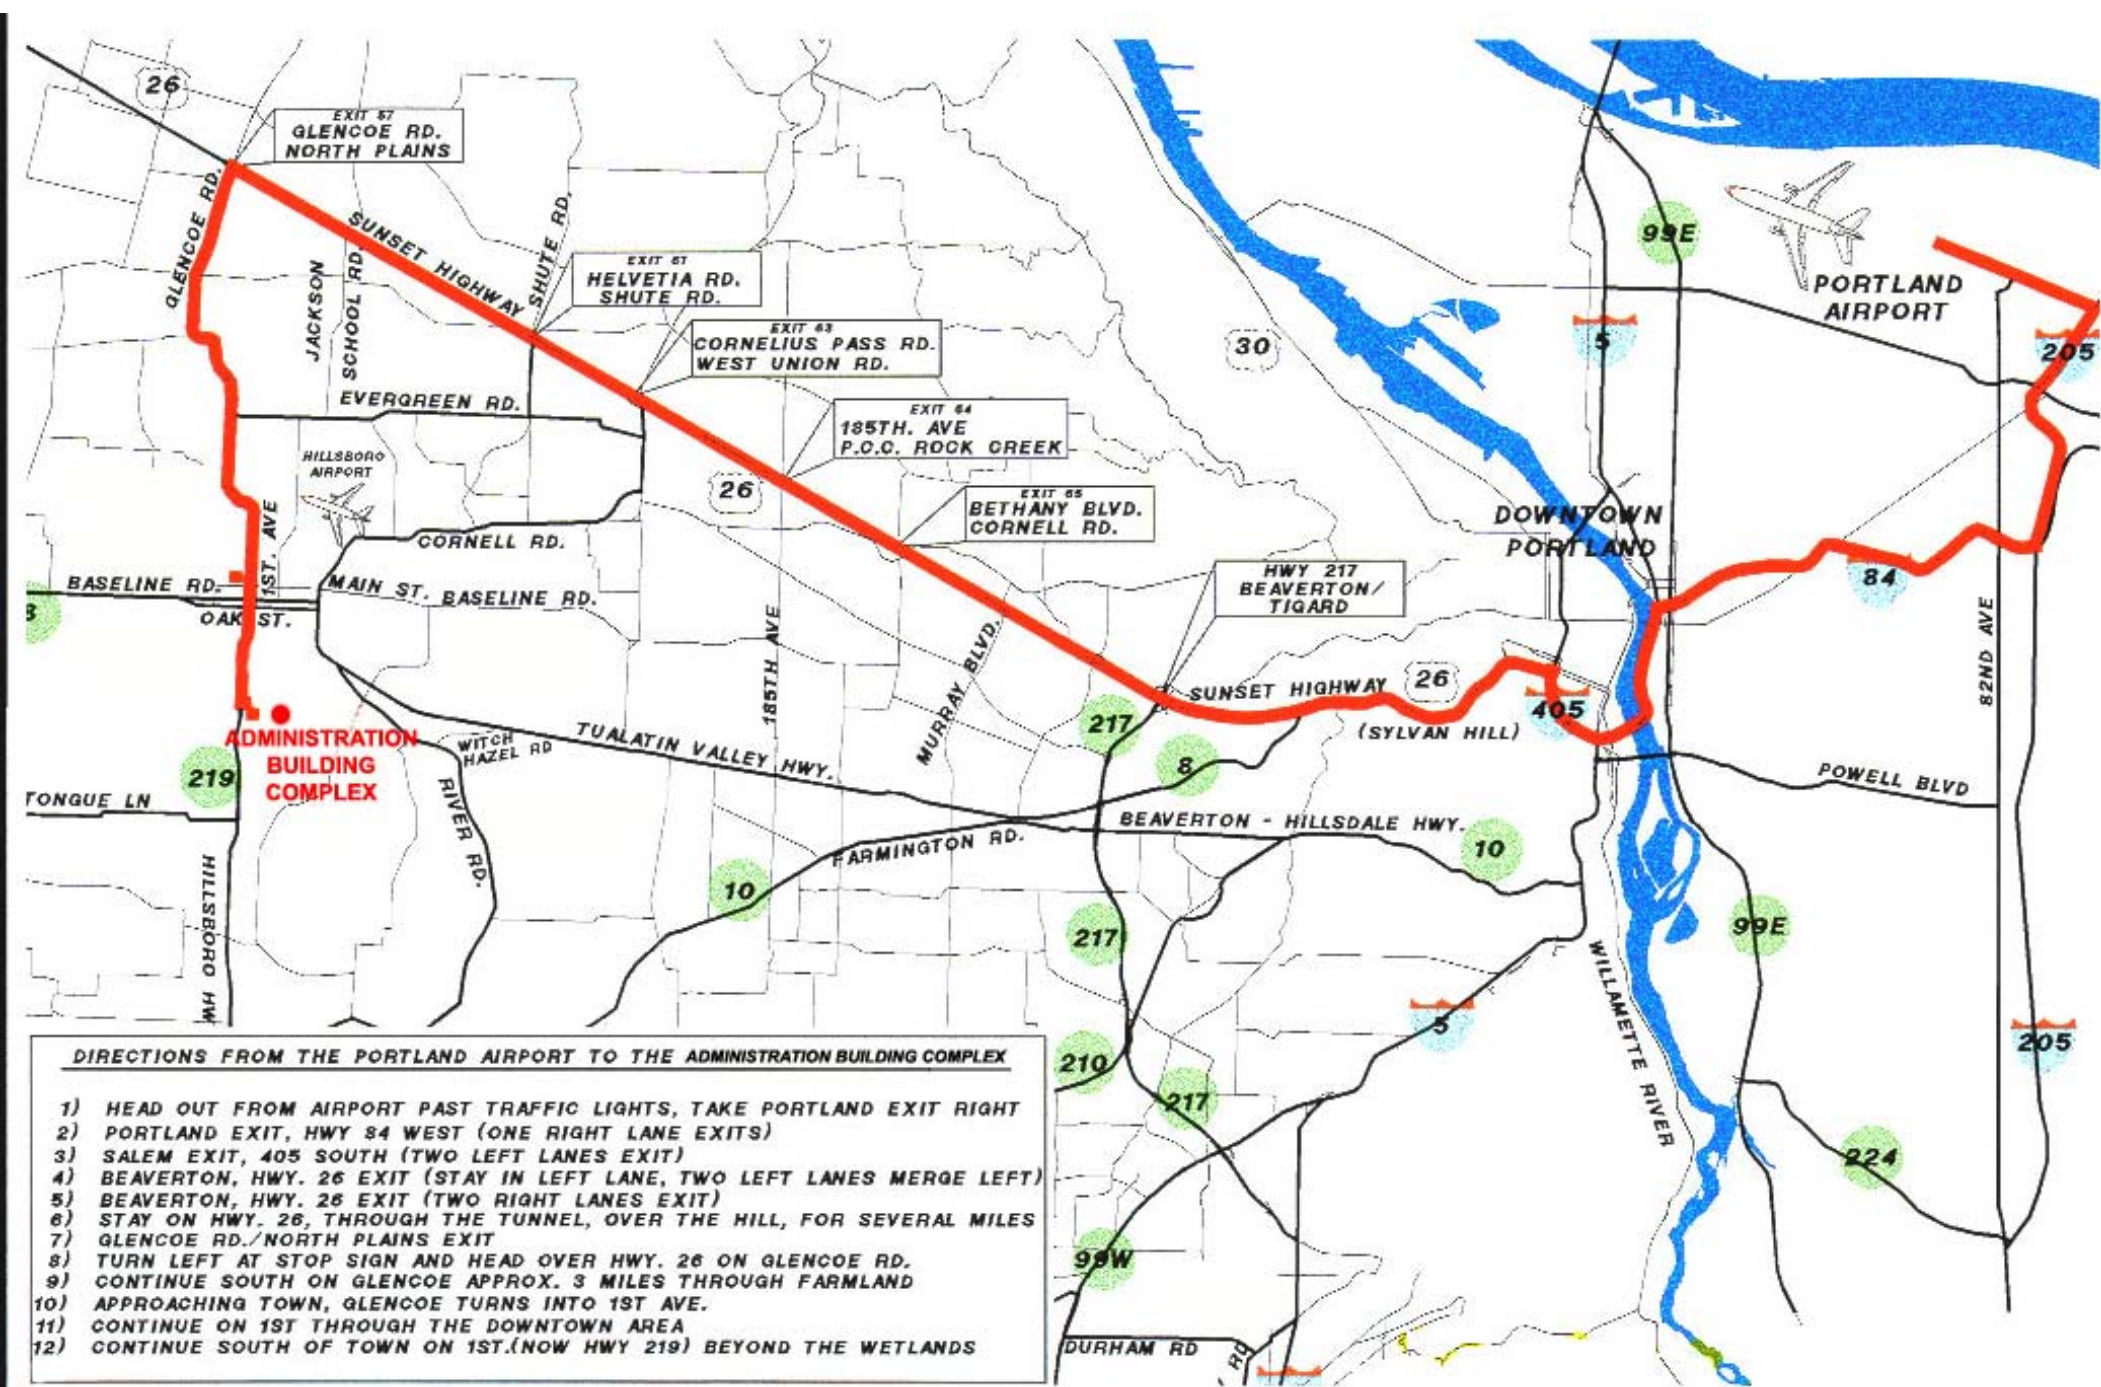 26
EXIT 57
GLENCOE RD.
NORTH PLAINS
GLENCOE RD.
SUNSET HIGHWAY
JACKSON
SCHOOL RD.
SHUTE RD.
EXIT 61
HELVETIA RD.
SHUTE RD.
EXIT 63
CORNELIUS PASS RD.
WEST UNION RD.
EXIT 64
185TH. AVE
P.C.C. ROCK CREEK
EXIT 65
BETHANY BLVD.
CORNELL RD.
HWY 217
BEAVERTON/
TIGARD
30
99E
PORTLAND
AIRPORT
5
205
EVERGREEN RD.
HILLSBORO
AIRPORT
26
1ST. AVE
CORNELL RD.
DOWNTOWN
PORTLAND
84
82ND AVE
BASELINE RD.
MAIN ST. BASELINE RD.
8
OAK ST.
185TH AVE
MURRAY BLVD.
SUNSET HIGHWAY
26
(SYLVAN HILL)
405
217
8
ADMINISTRATION
BUILDING
COMPLEX
219
WITCH
HAZEL RD
TUALATIN VALLEY HWY.
POWELL BLVD
TONGUE LN
RIVER RD.
BEAVERTON - HILLSDALE HWY.
10
FARMINGTON RD.
10
HILLSBORO HW
217
99E
WILLAMETTE RIVER
5
205
210
217
224
99W
DURHAM RD
RD
DIRECTIONS FROM THE PORTLAND AIRPORT TO THE ADMINISTRATION BUILDING COMPLEX
1) HEAD OUT FROM AIRPORT PAST TRAFFIC LIGHTS, TAKE PORTLAND EXIT RIGHT
2) PORTLAND EXIT, HWY 84 WEST (ONE RIGHT LANE EXITS)
3) SALEM EXIT, 405 SOUTH (TWO LEFT LANES EXIT)
4) BEAVERTON, HWY. 26 EXIT (STAY IN LEFT LANE, TWO LEFT LANES MERGE LEFT)
5) BEAVERTON, HWY. 26 EXIT (TWO RIGHT LANES EXIT)
6) STAY ON HWY. 26, THROUGH THE TUNNEL, OVER THE HILL, FOR SEVERAL MILES
7) GLENCOE RD./NORTH PLAINS EXIT
8) TURN LEFT AT STOP SIGN AND HEAD OVER HWY. 26 ON GLENCOE RD.
9) CONTINUE SOUTH ON GLENCOE APPROX. 3 MILES THROUGH FARMLAND
10) APPROACHING TOWN, GLENCOE TURNS INTO 1ST AVE.
11) CONTINUE ON 1ST THROUGH THE DOWNTOWN AREA
12) CONTINUE SOUTH OF TOWN ON 1ST.(NOW HWY 219) BEYOND THE WETLANDS